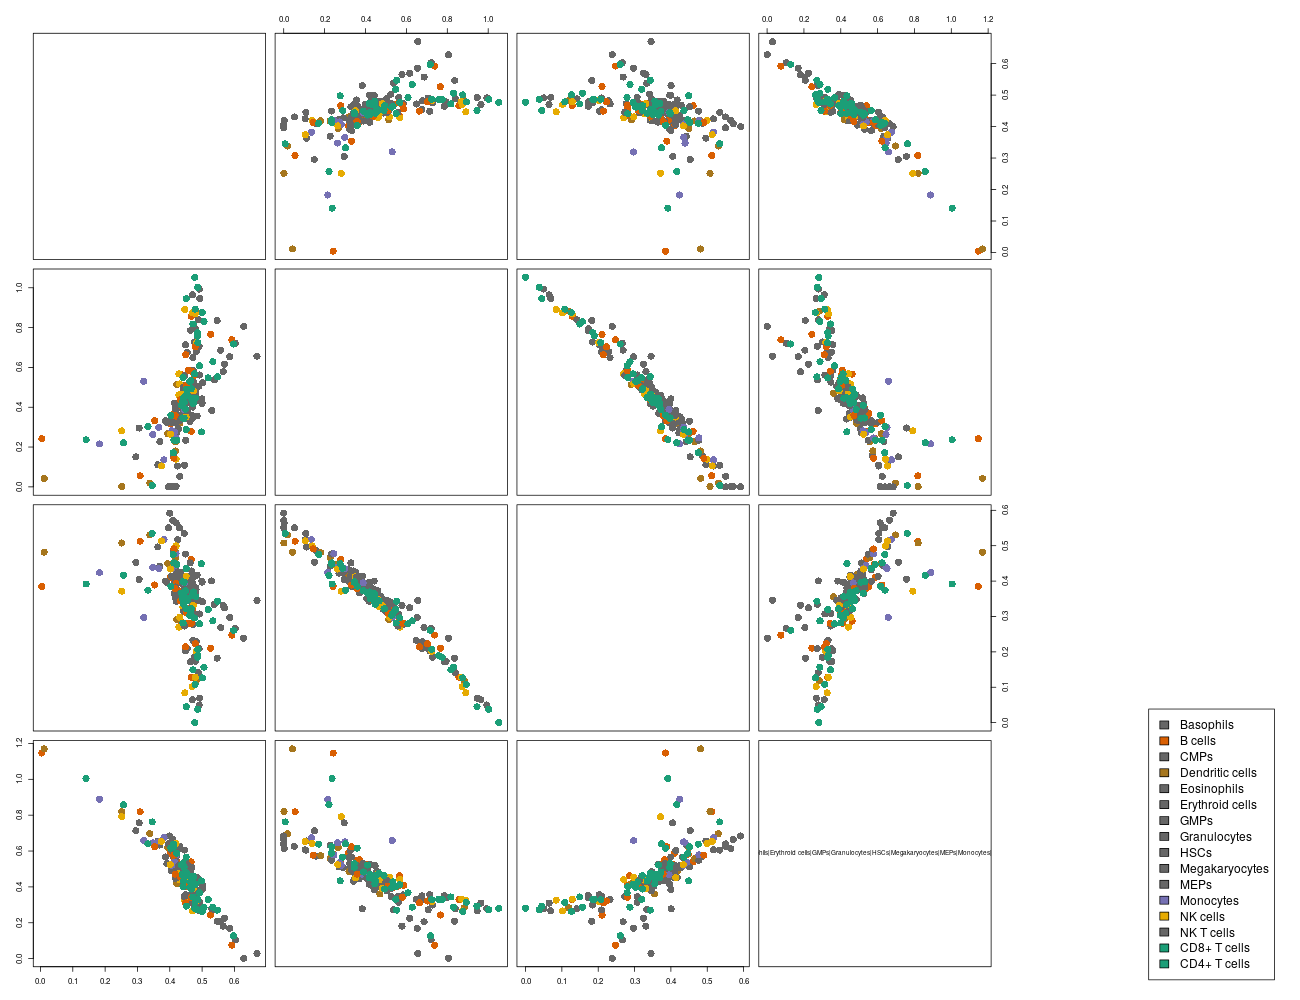 0.0 0.2 0.4 0.6 0.8 1.0
0.0 0.2 0.4 0.6 0.8 1.0 1.2
0.0 0.1 0.2 0.3 0.4 0.5 0.6
0.0 0.2 0.4 0.6 0.8 1.0
0.0 0.1 0.2 0.3 0.4 0.5 0.6
0.0 0.2 0.4 0.6 0.8 1.0 1.2
hils|Erythroid cells|GMPs|Granulocytes|HSCs|Megakaryocytes|MEPs|Monocytes|
0.0 0.1 0.2 0.3 0.4 0.5 0.6
0.0 0.1 0.2 0.3 0.4 0.5 0.6
Basophils
B cells
CMPs
Dendritic cells
Eosinophils
Erythroid cells
GMPs
Granulocytes
HSCs
Megakaryocytes
MEPs
Monocytes
NK cells
NK T cells
CD8+ T cells
CD4+ T cells